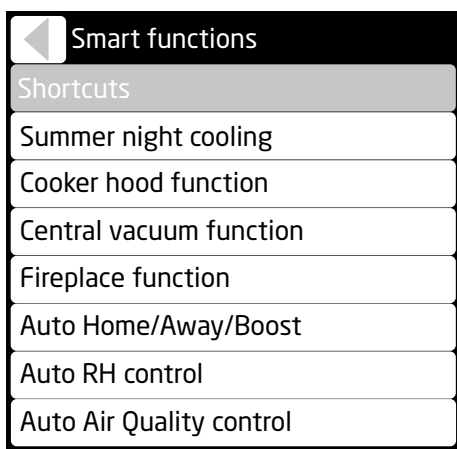 Smart functions
Shortcuts
Summer night cooling
Cooker hood function
Central vacuum function
Fireplace function
Auto Home/Away/Boost
Auto RH control
Auto Air Quality control